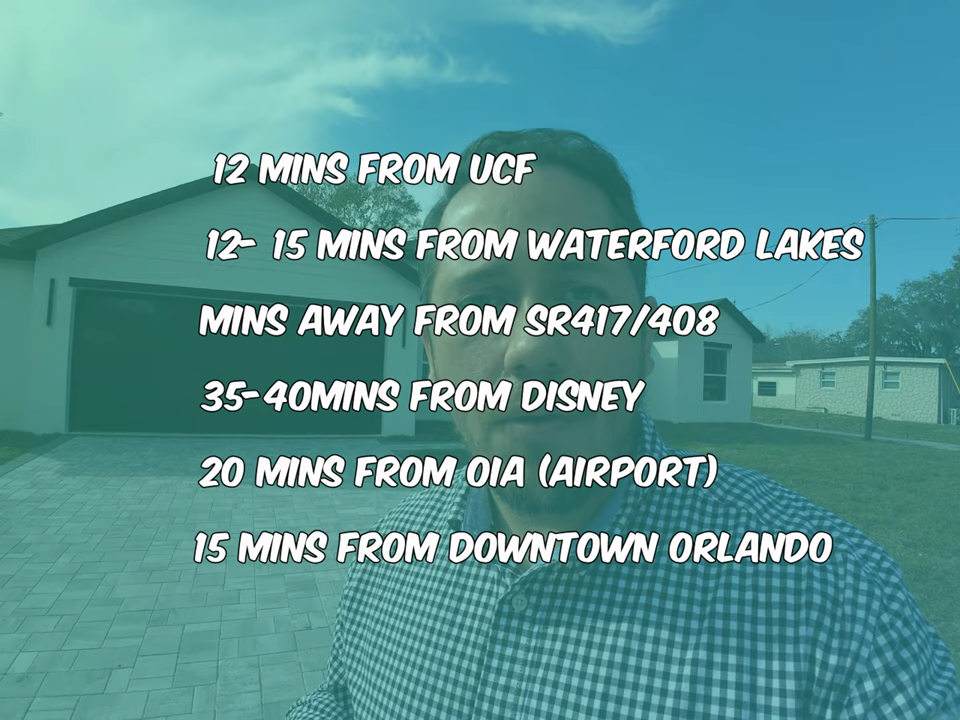 12 MINS FROM UCF
12- 15 MINS FROM WATERFORD LAKES
MINS AWAY FROM SR417/408
35-40MINS FROM DISNEY
20 MINS FROM OIA (AIRPORT)
15 MINS FROM DOWNTOWN ORLANDO